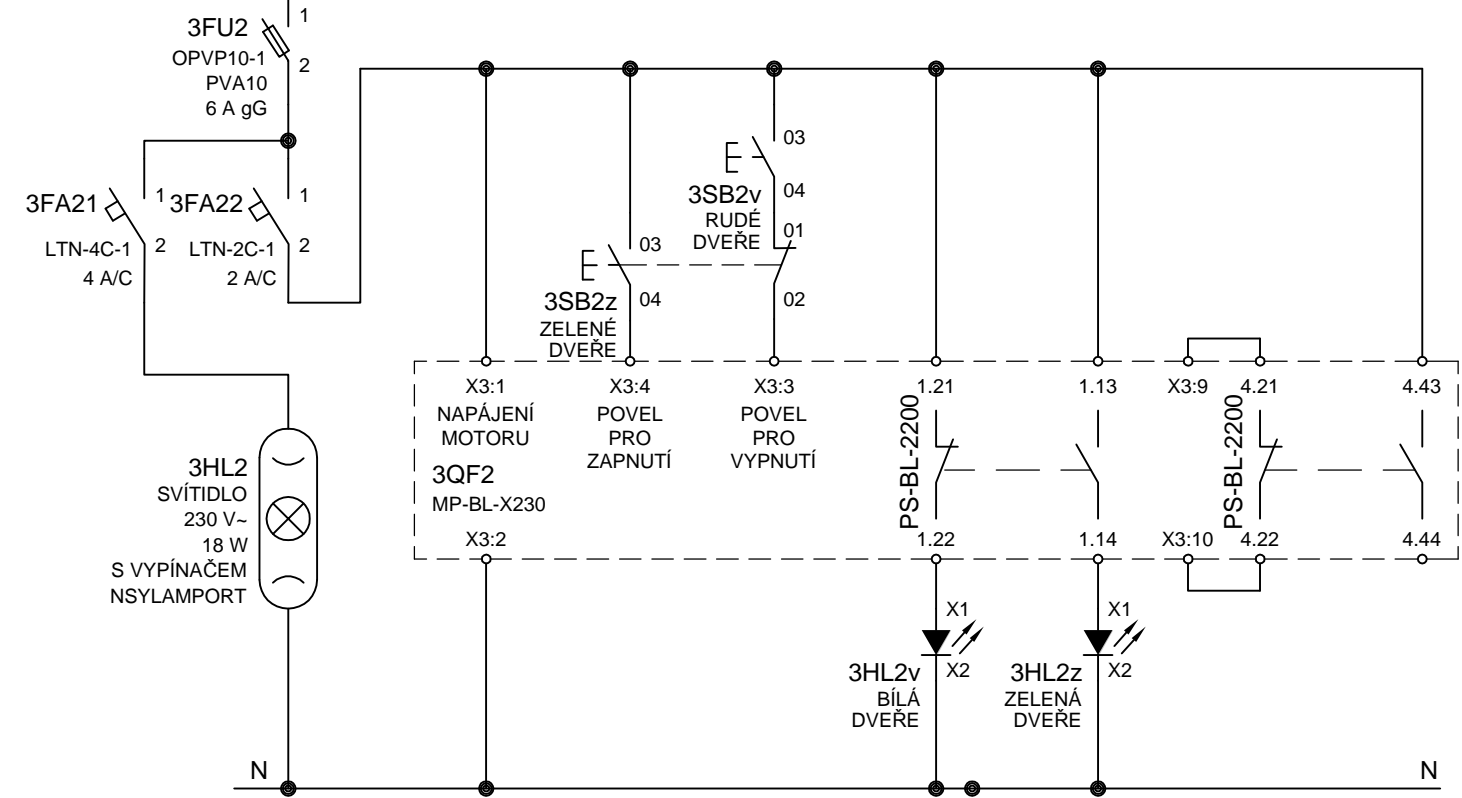 1
3FU2
OPVP10-1
2
PVA10
6 A gG
3FA21
1
LTN-4C-1
2
4 A/C
3FA22
1
LTN-2C-1
2
2 A/C
03
3SB2v
04
RUDÉ
DVEŘE
01
02
03
3SB2z
04
ZELENÉ
DVEŘE
X3:1
NAPÁJENÍ
MOTORU
X3:4
POVEL
PRO
ZAPNUTÍ
X3:3
POVEL
PRO
VYPNUTÍ
1.21
1.13
X3:9
4.21
4.43
3QF2
MP-BL-X230
PS-BL-2200
PS-BL-2200
X3:2
1.22
1.14
X3:10
4.22
4.44
3HL2
SVÍTIDLO
230 V~
18 W
S VYPÍNAČEM
NSYLAMPORT
X1
3HL2v
X2
BÍLÁ
DVEŘE
X1
3HL2z
X2
ZELENÁ
DVEŘE
N
N